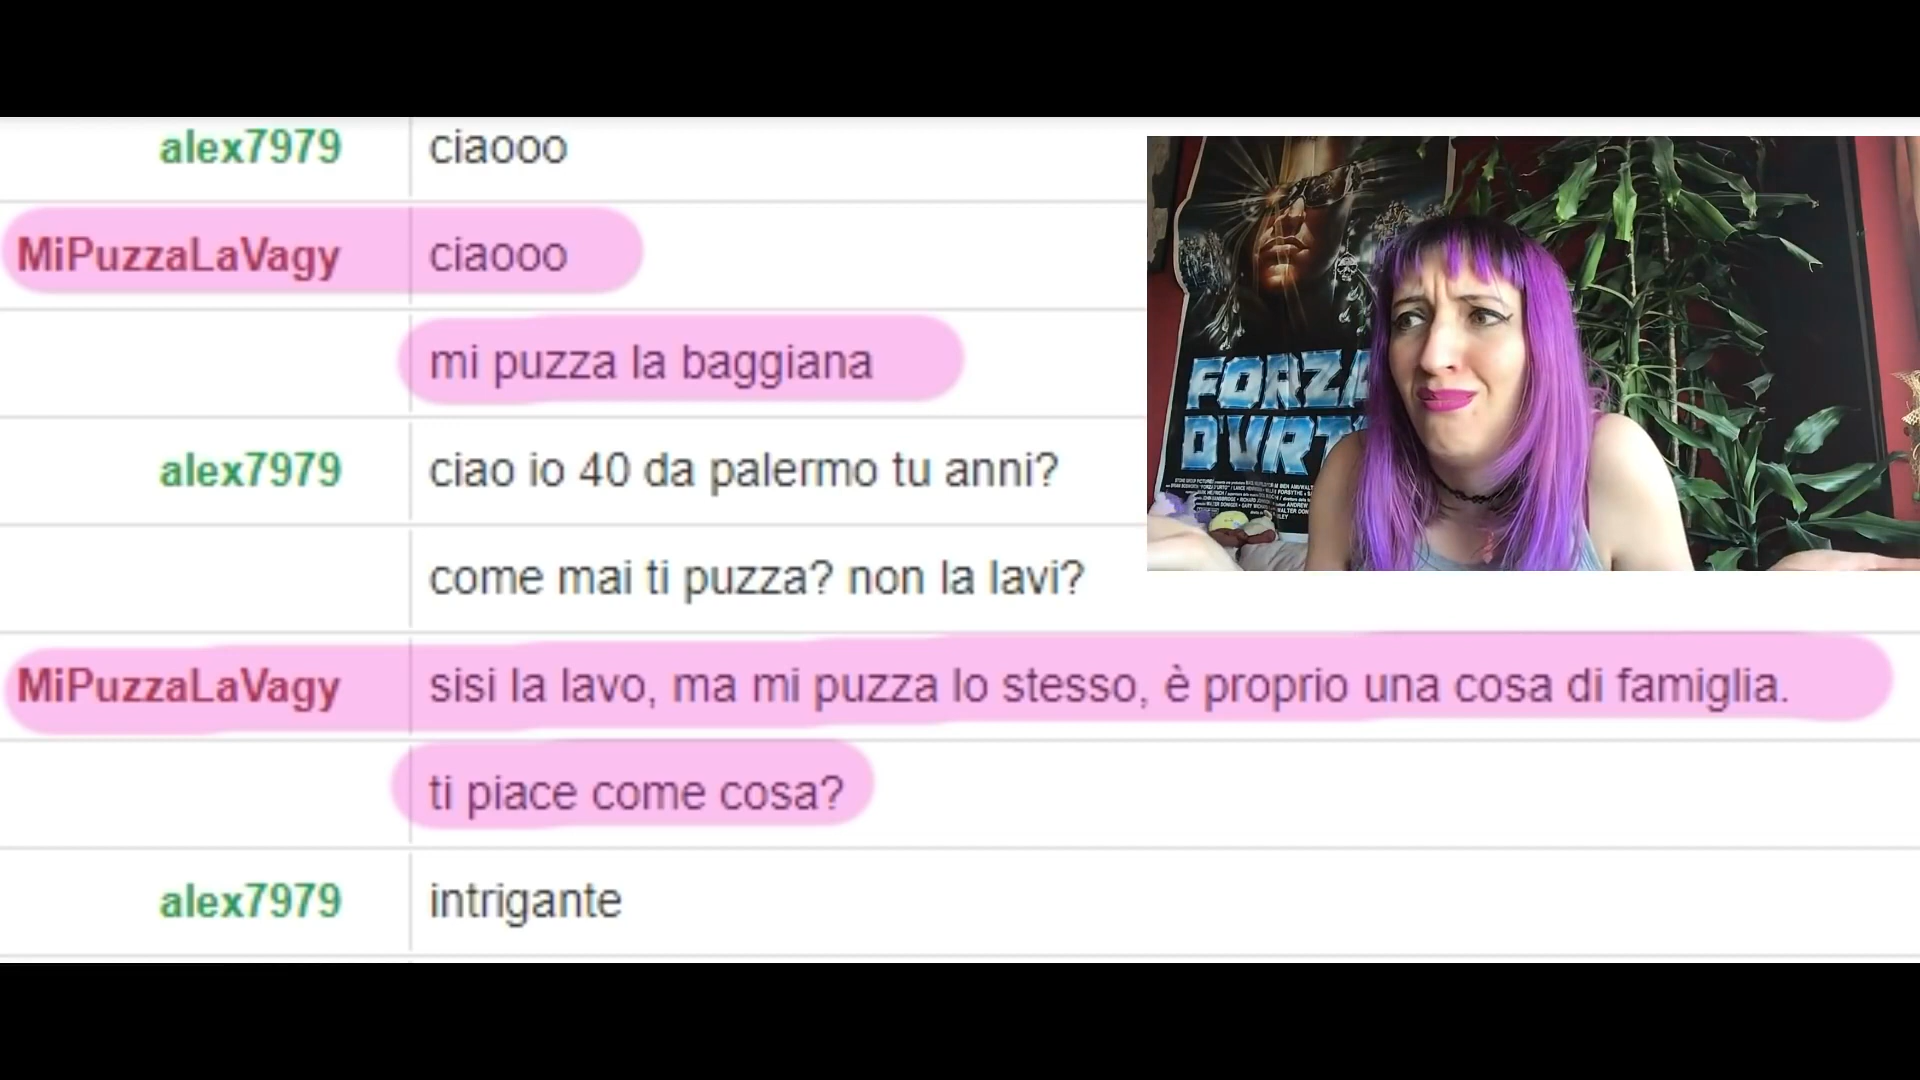 alex7979 ciaooo
MiPuzzaLaVagy ciaooo
mi puzza la baggiana
alex7979 ciao io 40 da palermo tu anni?
come mai ti puzza? non la lavi?
MiPuzzaLaVagy sisi la lavo, ma mi puzza lo stesso, è proprio una cosa di famiglia.
ti piace come cosa?
alex7979 intrigante
FORZA
D'URT